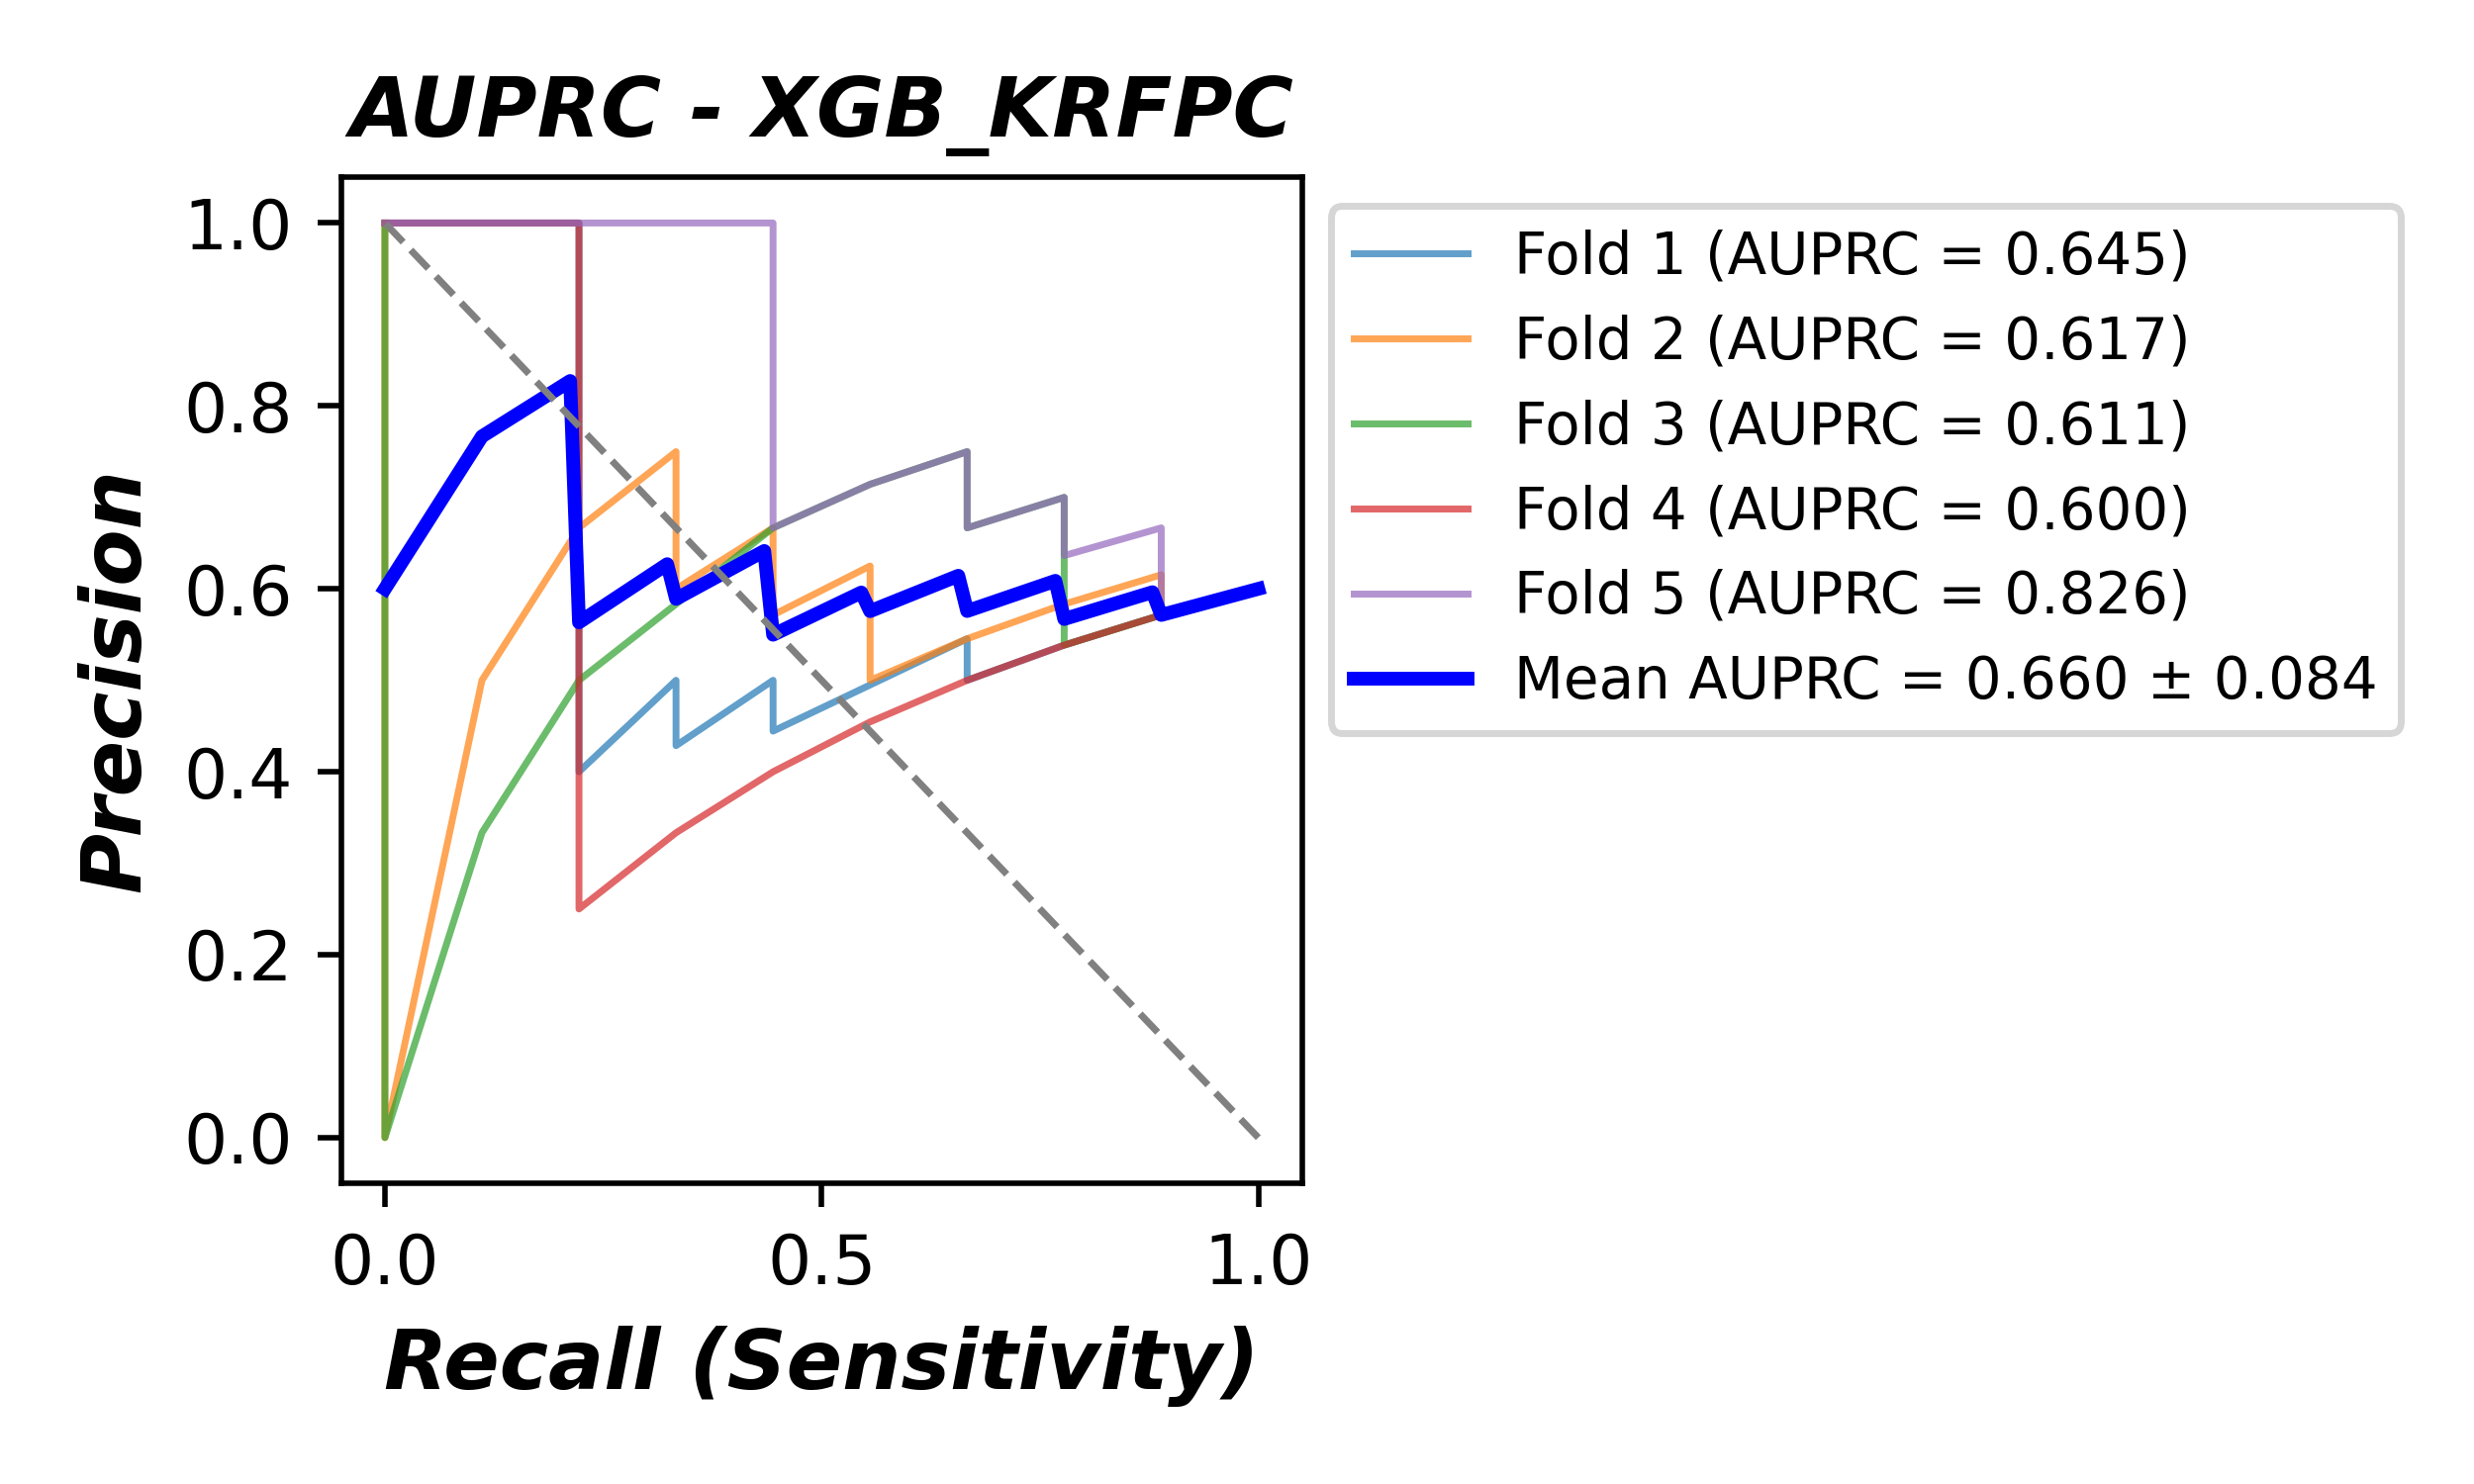 AUPRC - XGB_KRFPC
Precision
1.0
0.8
0.6
0.4
0.2
0.0
0.0
0.5
1.0
Recall (Sensitivity)
Fold 1 (AUPRC = 0.645)
Fold 2 (AUPRC = 0.617)
Fold 3 (AUPRC = 0.611)
Fold 4 (AUPRC = 0.600)
Fold 5 (AUPRC = 0.826)
Mean AUPRC = 0.660 ± 0.084